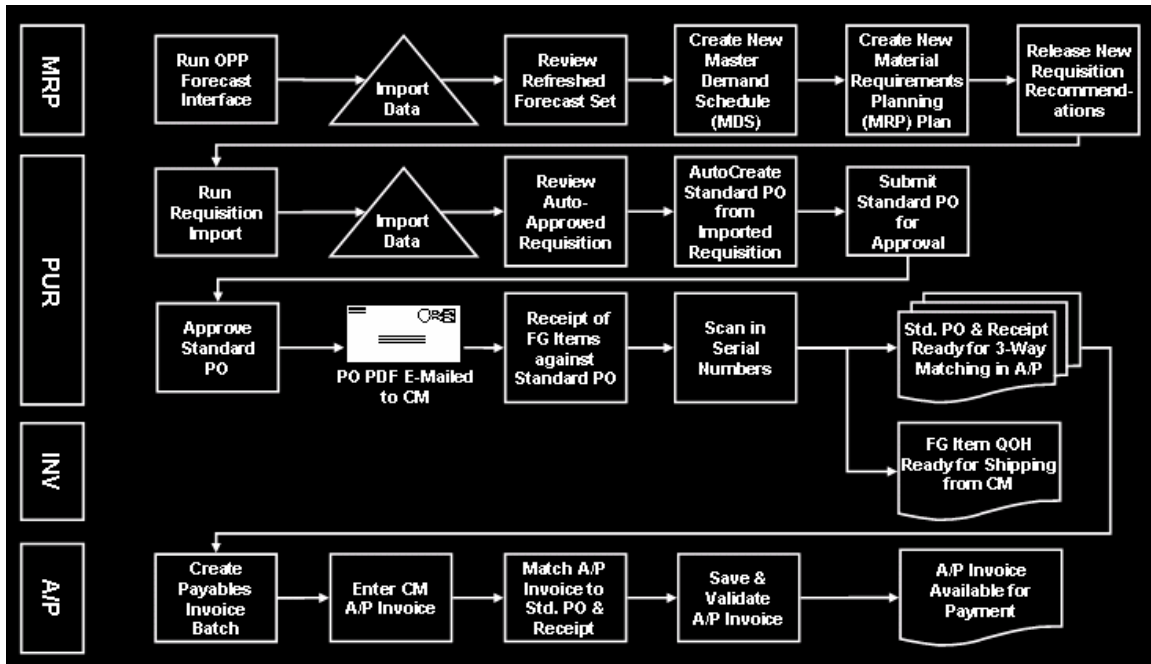 MRP
Run OPP
Forecast
Interface
Import
Data
Review
Refreshed
Forecast Set
Create New
Master
Demand
Schedule
(MDS)
Create New
Material
Requirements
Planning
(MRP) Plan
Release New
Requisition
Recommend-
ations
PUR
Run
Requisition
Import
Import
Data
Review
Auto-
Approved
Requisition
AutoCreate
Standard PO
from
Imported
Requisition
Submit
Standard PO
for
Approval
Approve
Standard
PO
PO PDF E-Mailed
to CM
Receipt of
FG Items
against
Standard PO
Scan in
Serial
Numbers
Std. PO & Receipt
Ready for 3-Way
Matching in A/P
INV
FG Item QOH
Ready for Shipping
from CM
A/P
Create
Payables
Invoice
Batch
Enter CM
A/P Invoice
Match A/P
Invoice to
Std. PO &
Receipt
Save &
Validate
A/P Invoice
A/P Invoice
Available for
Payment